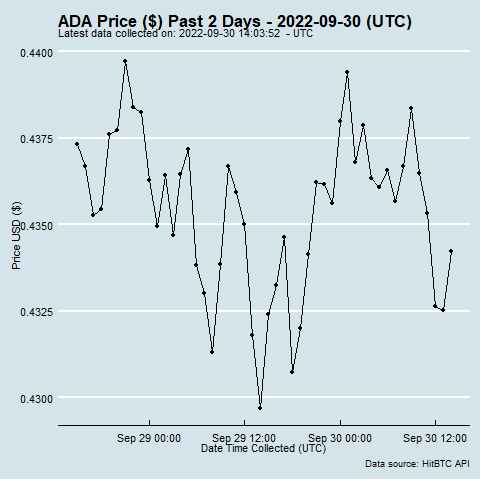 ADA Price ($) Past 2 Days - 2022-09-30 (UTC)
Latest data collected on: 2022-09-30 14:03:52 - UTC
0.4400
0.4375
0.4350
0.4325
0.4300
Price USD ($)
Sep 29 00:00 Sep 29 12:00 Sep 30 00:00 Sep 30 12:00
Date Time Collected (UTC)
Data source: HitBTC API